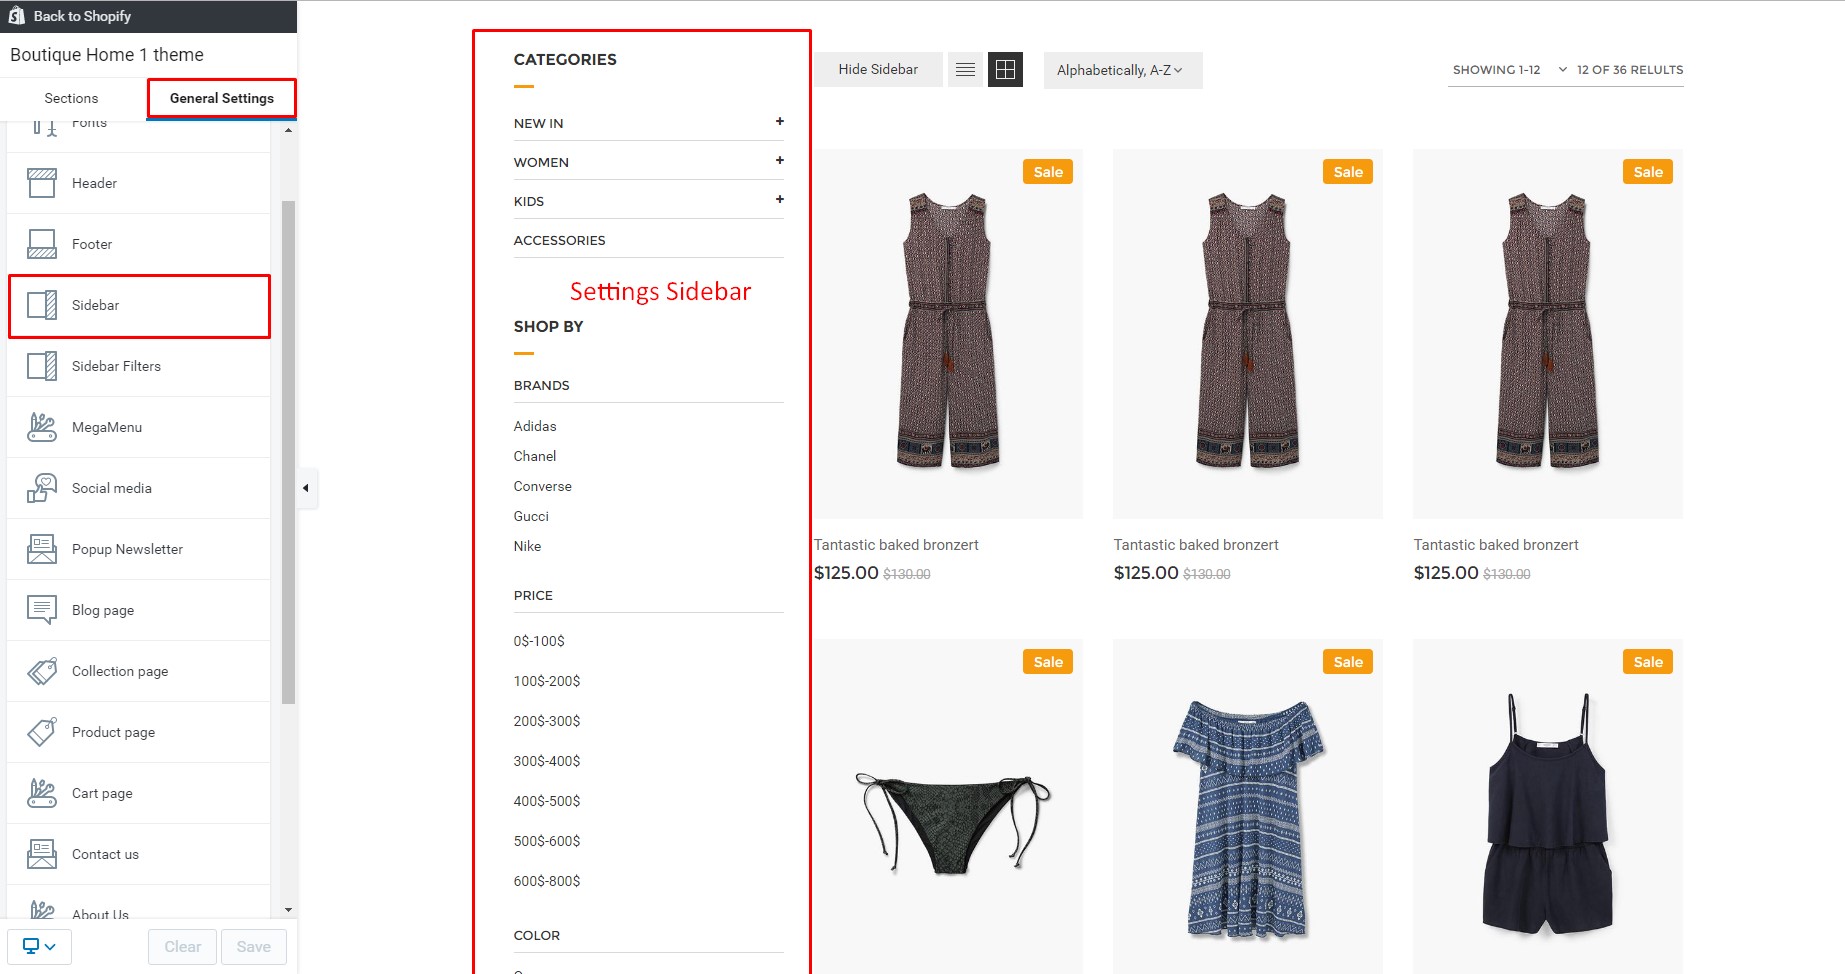 Back to Shopify
Boutique Home 1 theme
Sections
General Settings
Fonts
Header
Footer
Sidebar
Sidebar Filters
MegaMenu
Social media
Popup Newsletter
Blog page
Collection page
Product page
Cart page
Contact us
About Us
Clear
Save
CATEGORIES
NEW IN +
WOMEN +
KIDS +
ACCESSORIES
Settings Sidebar
SHOP BY
BRANDS
Adidas
Chanel
Converse
Gucci
Nike
PRICE
0$-100$
100$-200$
200$-300$
300$-400$
400$-500$
500$-600$
600$-800$
COLOR
Hide Sidebar
Alphabetically, A-Z
SHOWING 1-12
12 OF 36 RELULTS
Sale
Sale
Sale
Tantastic baked bronzert
$125.00 $130.00
Tantastic baked bronzert
$125.00 $130.00
Tantastic baked bronzert
$125.00 $130.00
Sale
Sale
Sale